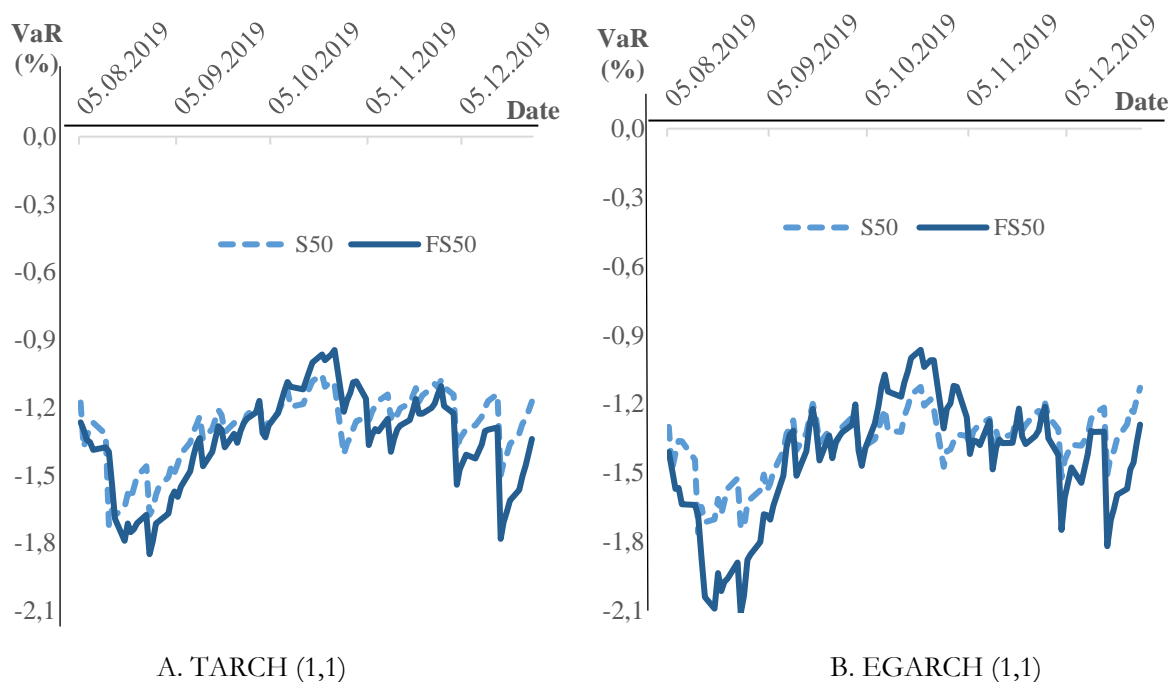 VaR
(%)
05.08.2019
05.09.2019
05.10.2019
05.11.2019
05.12.2019
Date
0,0
-0,3
-0,6
-0,9
-1,2
-1,5
-1,8
-2,1
S50
FS50
A. TARCH (1,1)
VaR
(%)
05.08.2019
05.09.2019
05.10.2019
05.11.2019
05.12.2019
Date
0,0
-0,3
-0,6
-0,9
-1,2
-1,5
-1,8
-2,1
S50
FS50
B. EGARCH (1,1)